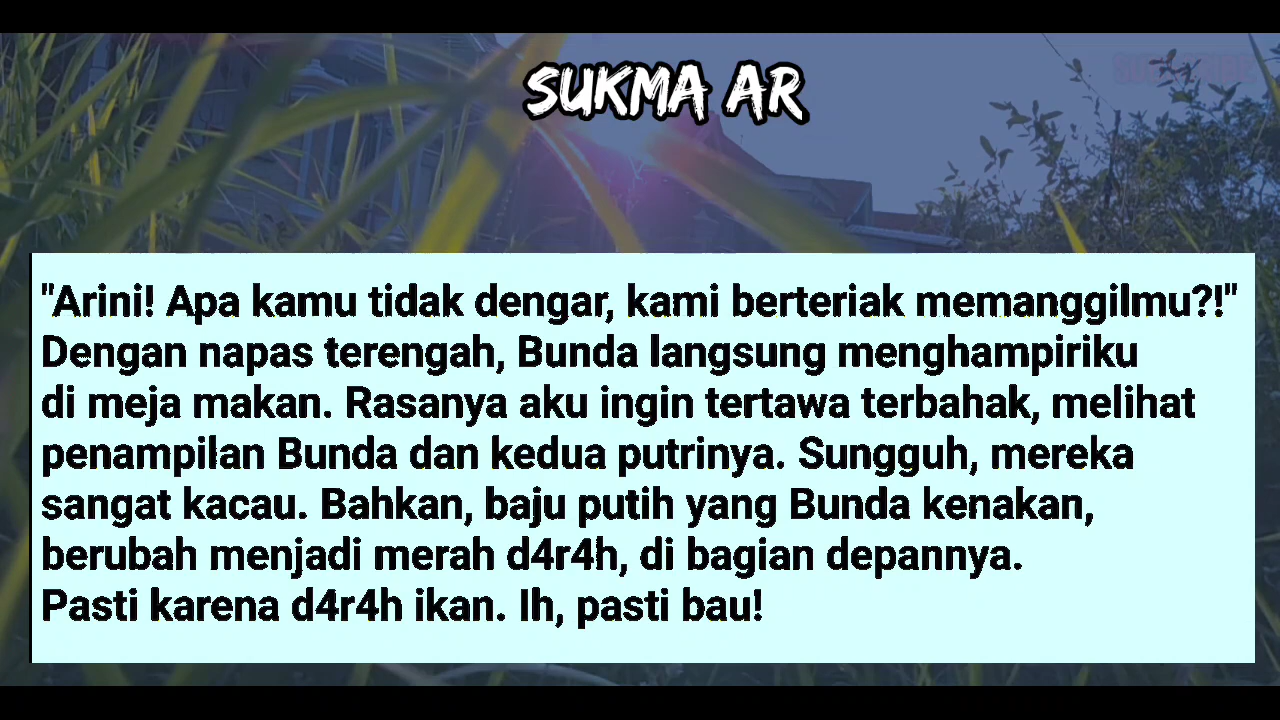 SUKMA AR
"Arini! Apa kamu tidak dengar, kami berteriak memanggilmu?!"
Dengan napas terengah, Bunda langsung menghampiriku
di meja makan. Rasanya aku ingin tertawa terbahak, melihat
penampilan Bunda dan kedua putrinya. Sungguh, mereka
sangat kacau. Bahkan, baju putih yang Bunda kenakan,
berubah menjadi merah d4r4h, di bagian depannya.
Pasti karena d4r4h ikan. Ih, pasti bau!